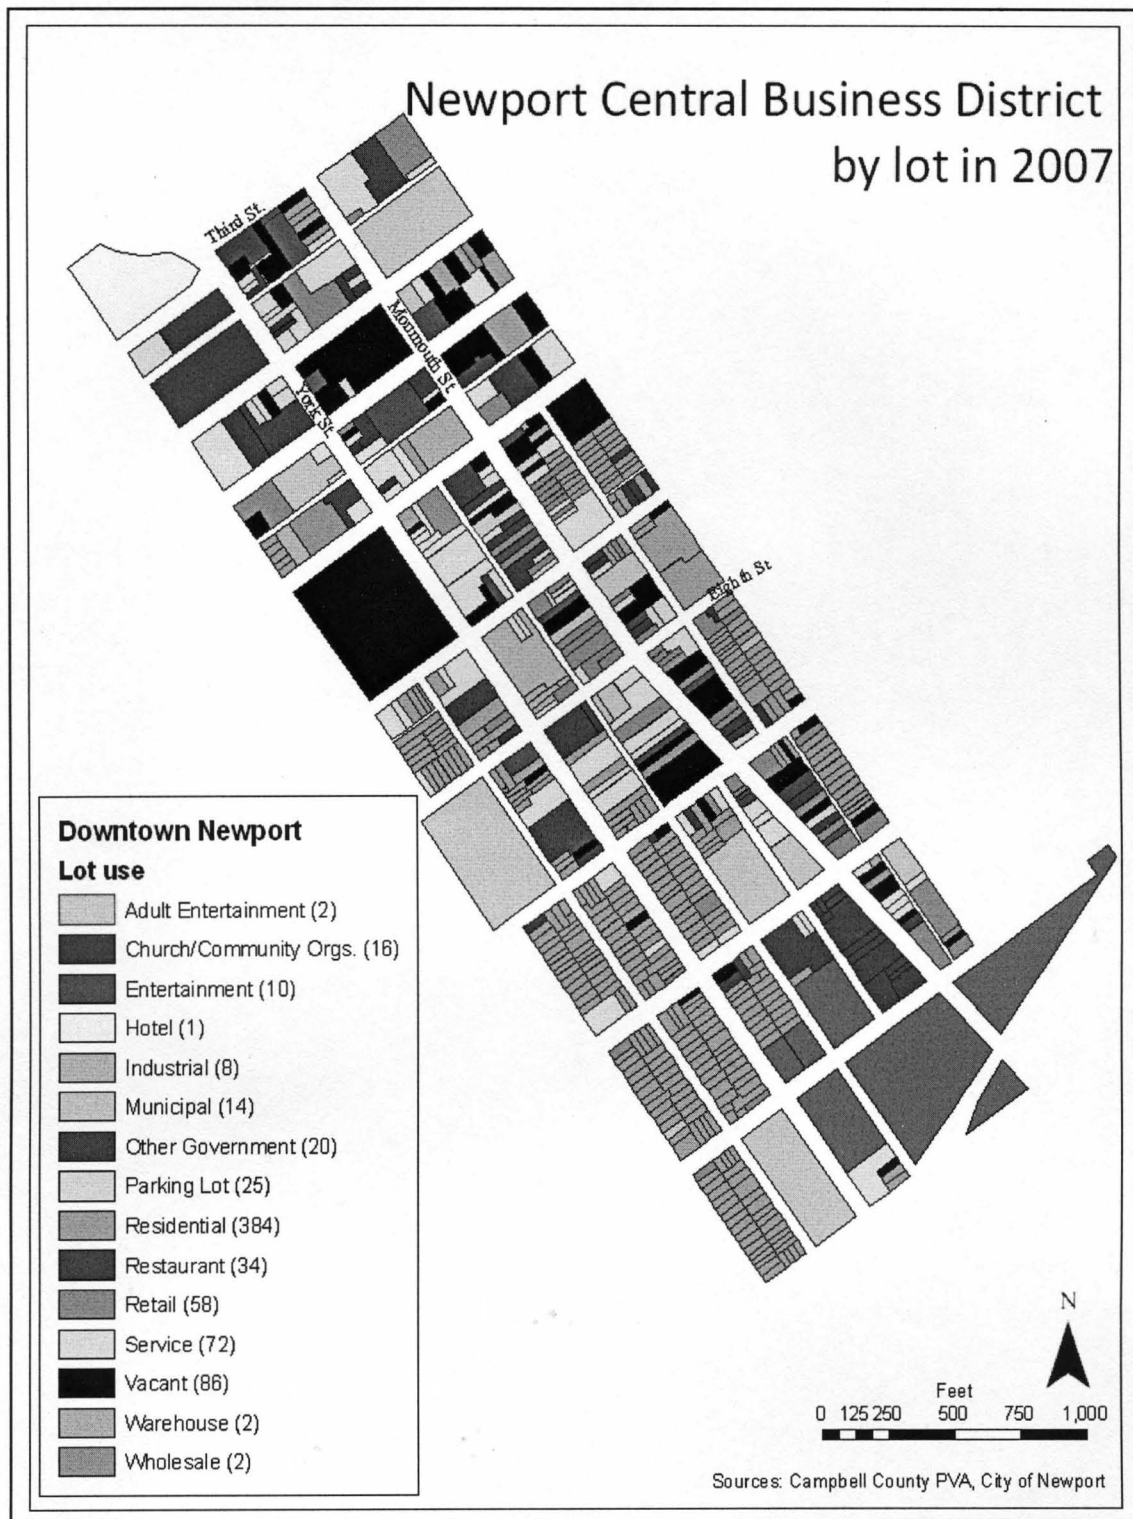 Newport Central Business District
by lot in 2007
Third St.
Monmouth St.
York St.
Eighth St
Downtown Newport
Lot use
Adult Entertainment (2)
Church/Community Orgs. (16)
Entertainment (10)
Hotel (1)
Industrial (8)
Municipal (14)
Other Government (20)
Parking Lot (25)
Residential (384)
Restaurant (34)
Retail (58)
Service (72)
Vacant (86)
Warehouse (2)
Wholesale (2)
N
Feet
0 125 250 500 750 1,000
Sources: Campbell County PVA, City of Newport